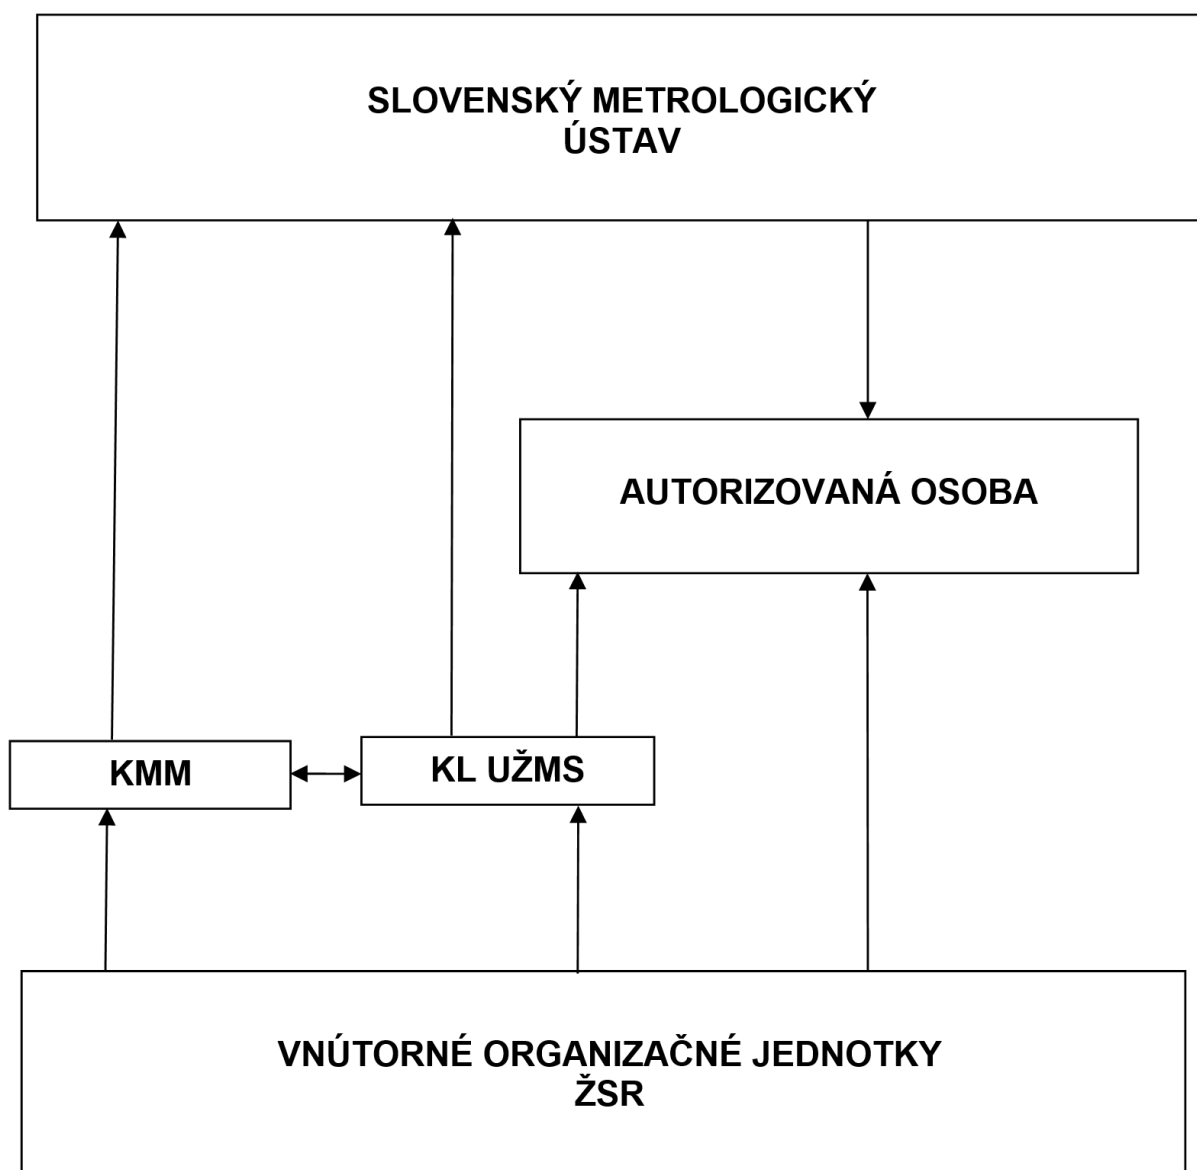 SLOVENSKÝ METROLOGICKÝ
ÚSTAV
AUTORIZOVANÁ OSOBA
KMM
KL UŽMS
VNÚTORNÉ ORGANIZAČNÉ JEDNOTKY
ŽSR